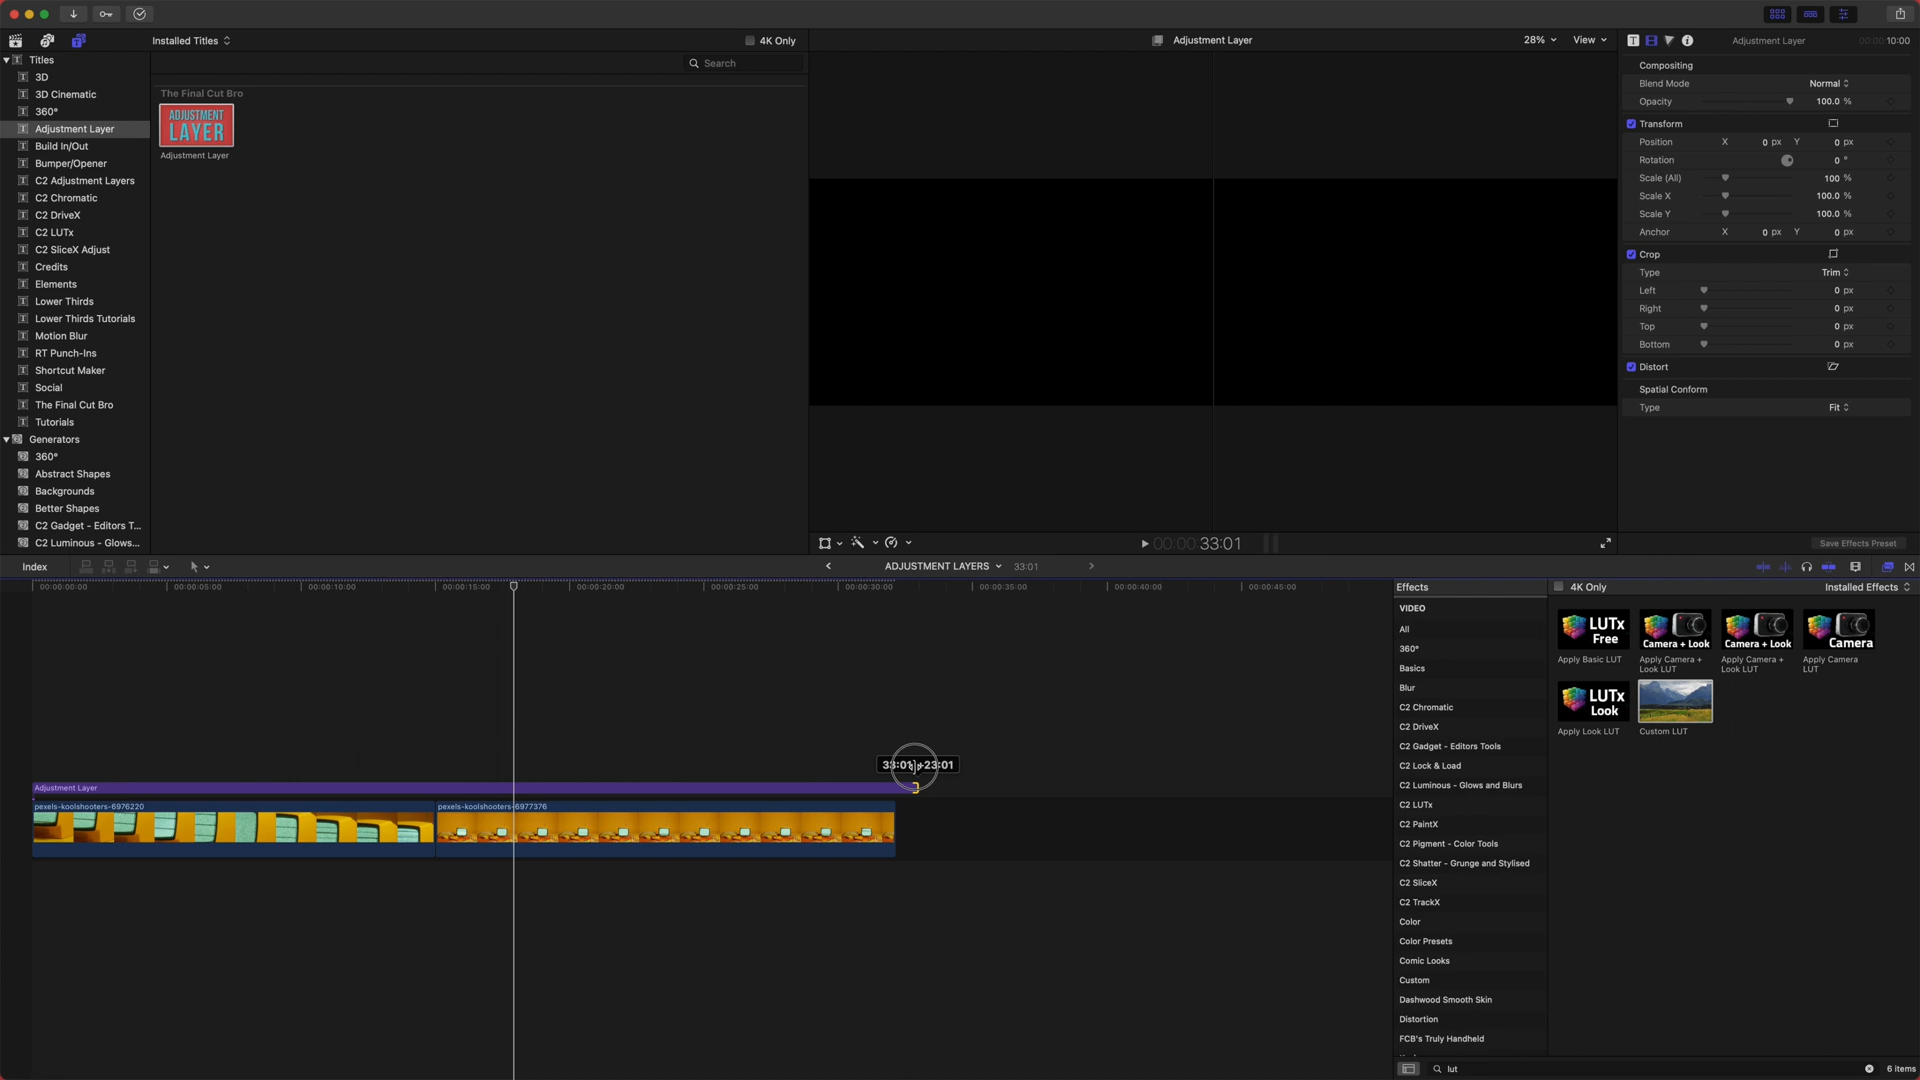 Installed Titles
4K Only
Adjustment Layer
28%
View
Adjustment Layer
00:00:10:00
Titles
3D
3D Cinematic
360°
Adjustment Layer
Build In/Out
Bumper/Opener
C2 Adjustment Layers
C2 Chromatic
C2 DriveX
C2 LUTx
C2 SliceX Adjust
Credits
Elements
Lower Thirds
Lower Thirds Tutorials
Motion Blur
RT Punch-Ins
Shortcut Maker
Social
The Final Cut Bro
Tutorials
Generators
360°
Abstract Shapes
Backgrounds
Better Shapes
C2 Gadget - Editors T...
C2 Luminous - Glows...
Search
The Final Cut Bro
ADJUSTMENT
LAYER
Adjustment Layer
Compositing
Blend Mode Normal
Opacity 100.0 %
Transform
Position X 0 px Y 0 px
Rotation 0 °
Scale (All) 100 %
Scale X 100.0 %
Scale Y 100.0 %
Anchor X 0 px Y 0 px
Crop
Type Trim
Left 0 px
Right 0 px
Top 0 px
Bottom 0 px
Distort
Spatial Conform
Type Fit
Save Effects Preset
00:00:33:01
Index
ADJUSTMENT LAYERS
33:01
00:00:00:00
00:00:05:00
00:00:10:00
00:00:15:00
00:00:20:00
00:00:25:00
00:00:30:00
00:00:35:00
00:00:40:00
00:00:45:00
33:01 +23:01
Adjustment Layer
pexels-koolshooters-6976220
pexels-koolshooters-6977376
Effects
4K Only
Installed Effects
VIDEO
All
360°
Basics
Blur
C2 Chromatic
C2 DriveX
C2 Gadget - Editors Tools
C2 Lock & Load
C2 Luminous - Glows and Blurs
C2 LUTx
C2 PaintX
C2 Pigment - Color Tools
C2 Shatter - Grunge and Stylised
C2 SliceX
C2 TrackX
Color
Color Presets
Comic Looks
Custom
Dashwood Smooth Skin
Distortion
FCB's Truly Handheld
LUTx
Free
Apply Basic LUT
Camera + Look
Apply Camera +
Look LUT
Camera + Look
Apply Camera +
Look LUT
Camera
Apply Camera
LUT
LUTx
Look
Apply Look LUT
Custom LUT
lut
6 items